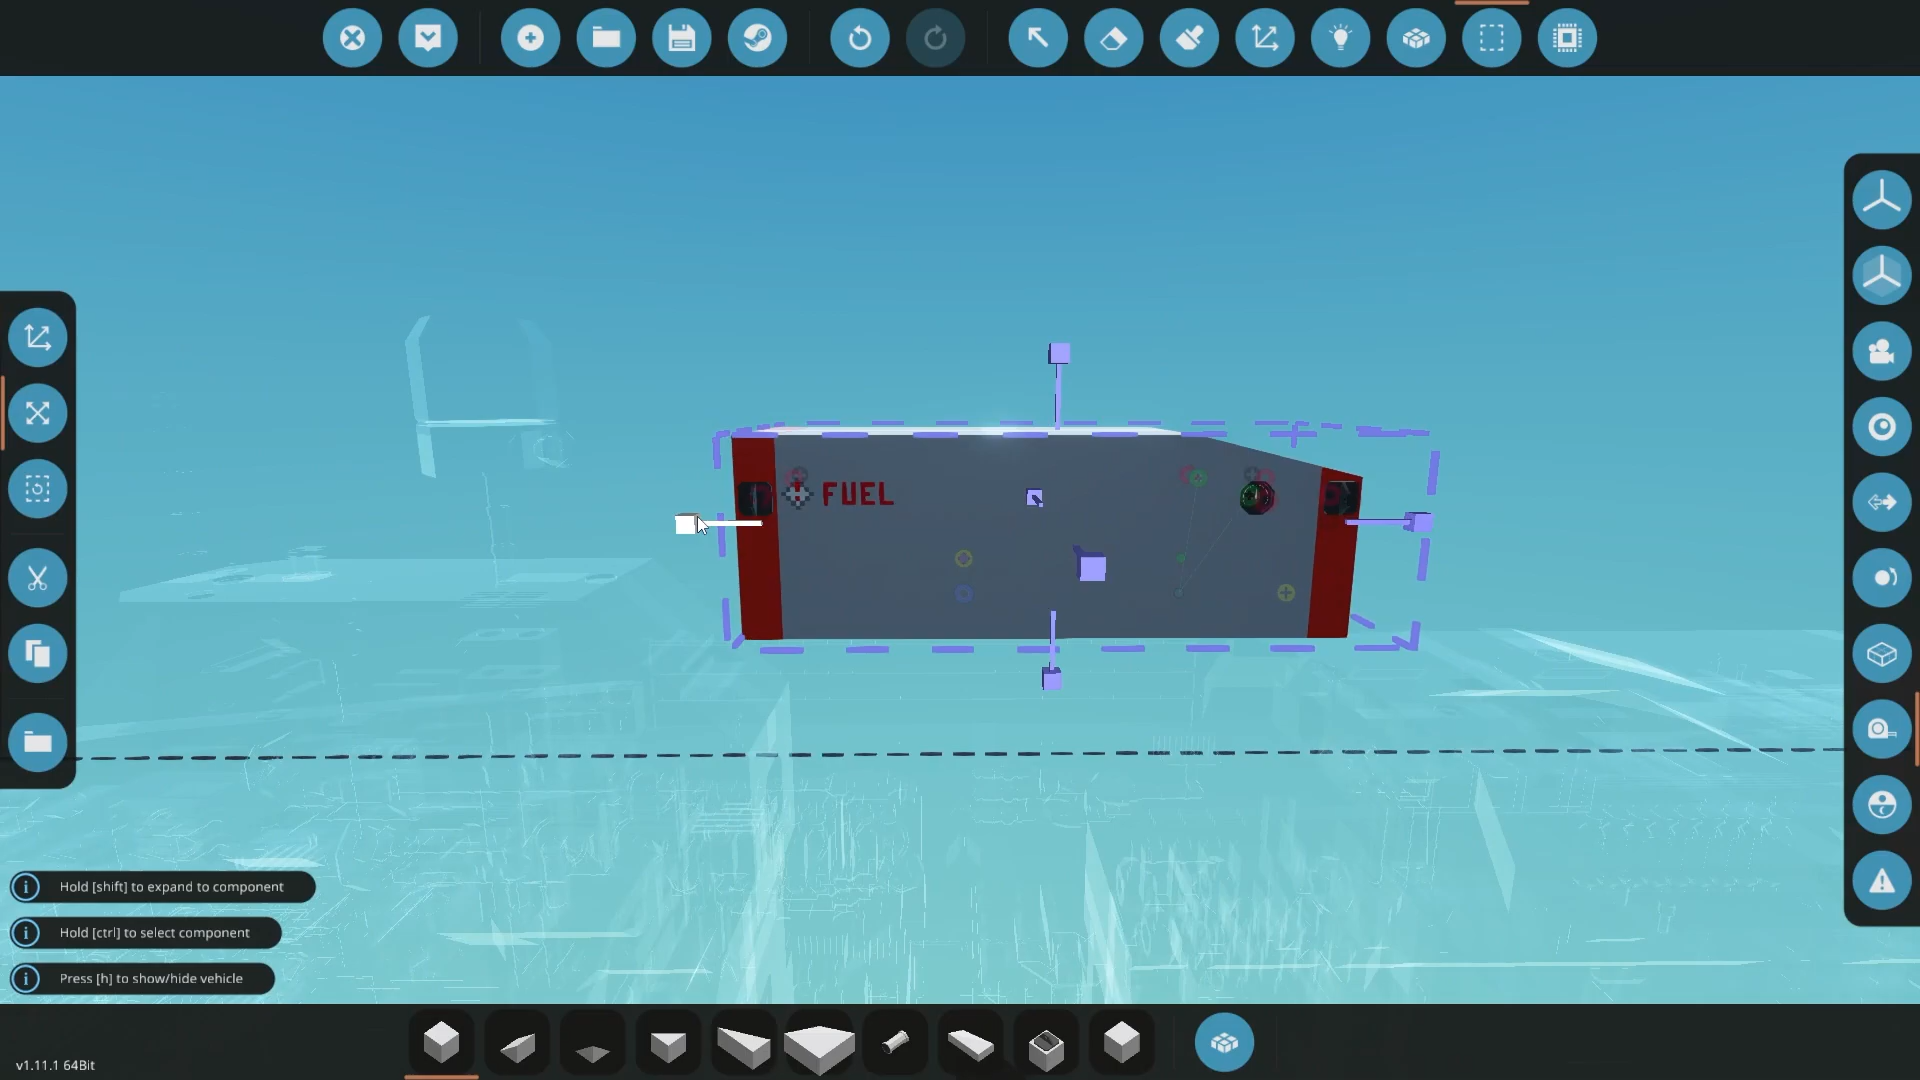 FUEL
Hold [shift] to expand to component
Hold [ctrl] to select component
Press [h] to show/hide vehicle
v1.11.1 64Bit